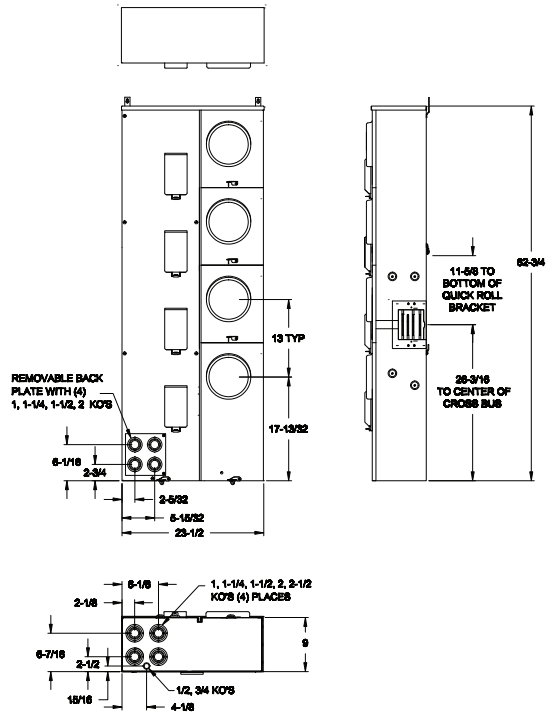 11-5/8 TO
BOTTOM OF
QUICK ROLL
BRACKET
62-3/4
13 TYP
REMOVABLE BACK
PLATE WITH (4)
1, 1-1/4, 1-1/2, 2 KO'S
26-3/16
TO CENTER OF
CROSS BUS
17-13/32
6-1/16
2-3/4
2-5/32
5-15/32
23-1/2
6-1/8
2-1/8
1, 1-1/4, 1-1/2, 2, 2-1/2
KO'S (4) PLACES
6-7/16
2-1/2
15/16
9
1/2, 3/4 KO'S
4-1/8